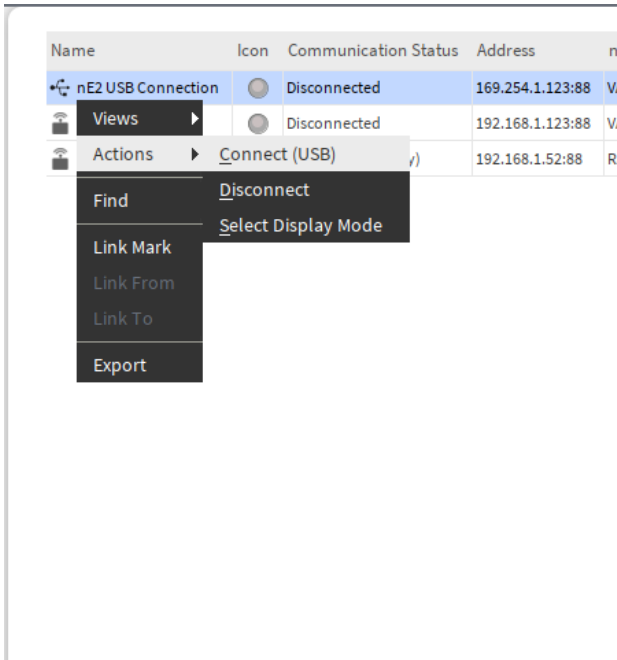 Name Icon Communication Status Address n
nE2 USB Connection Disconnected 169.254.1.123:88 V
Views Disconnected 192.168.1.123:88 V
Actions Connect (USB) y) 192.168.1.52:88 R
Disconnect
Find
Select Display Mode
Link Mark
Link From
Link To
Export